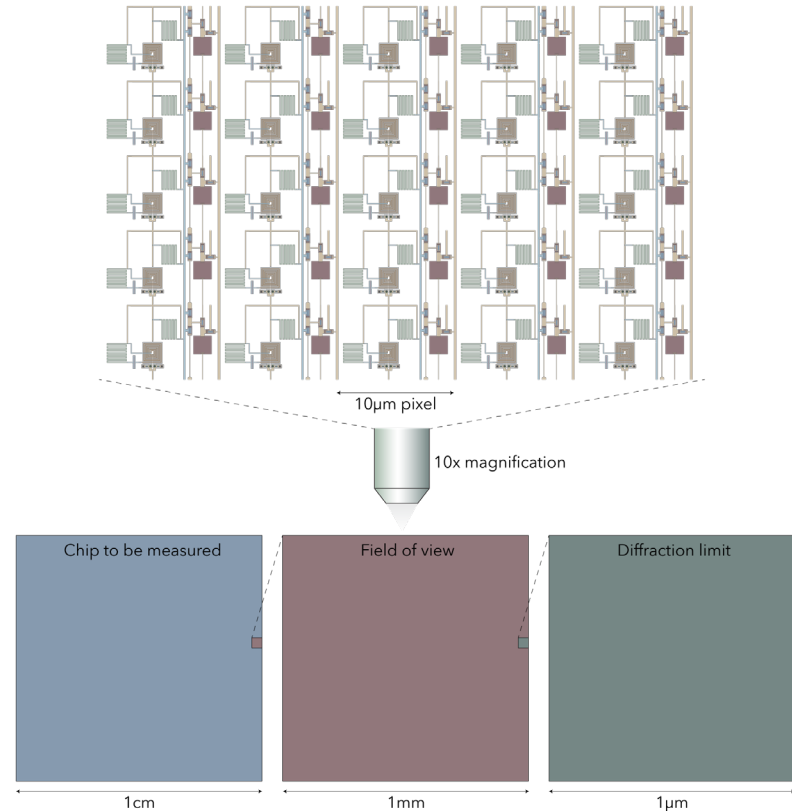 10µm pixel
10x magnification
Chip to be measured
Field of view
Diffraction limit
1cm
1mm
1µm